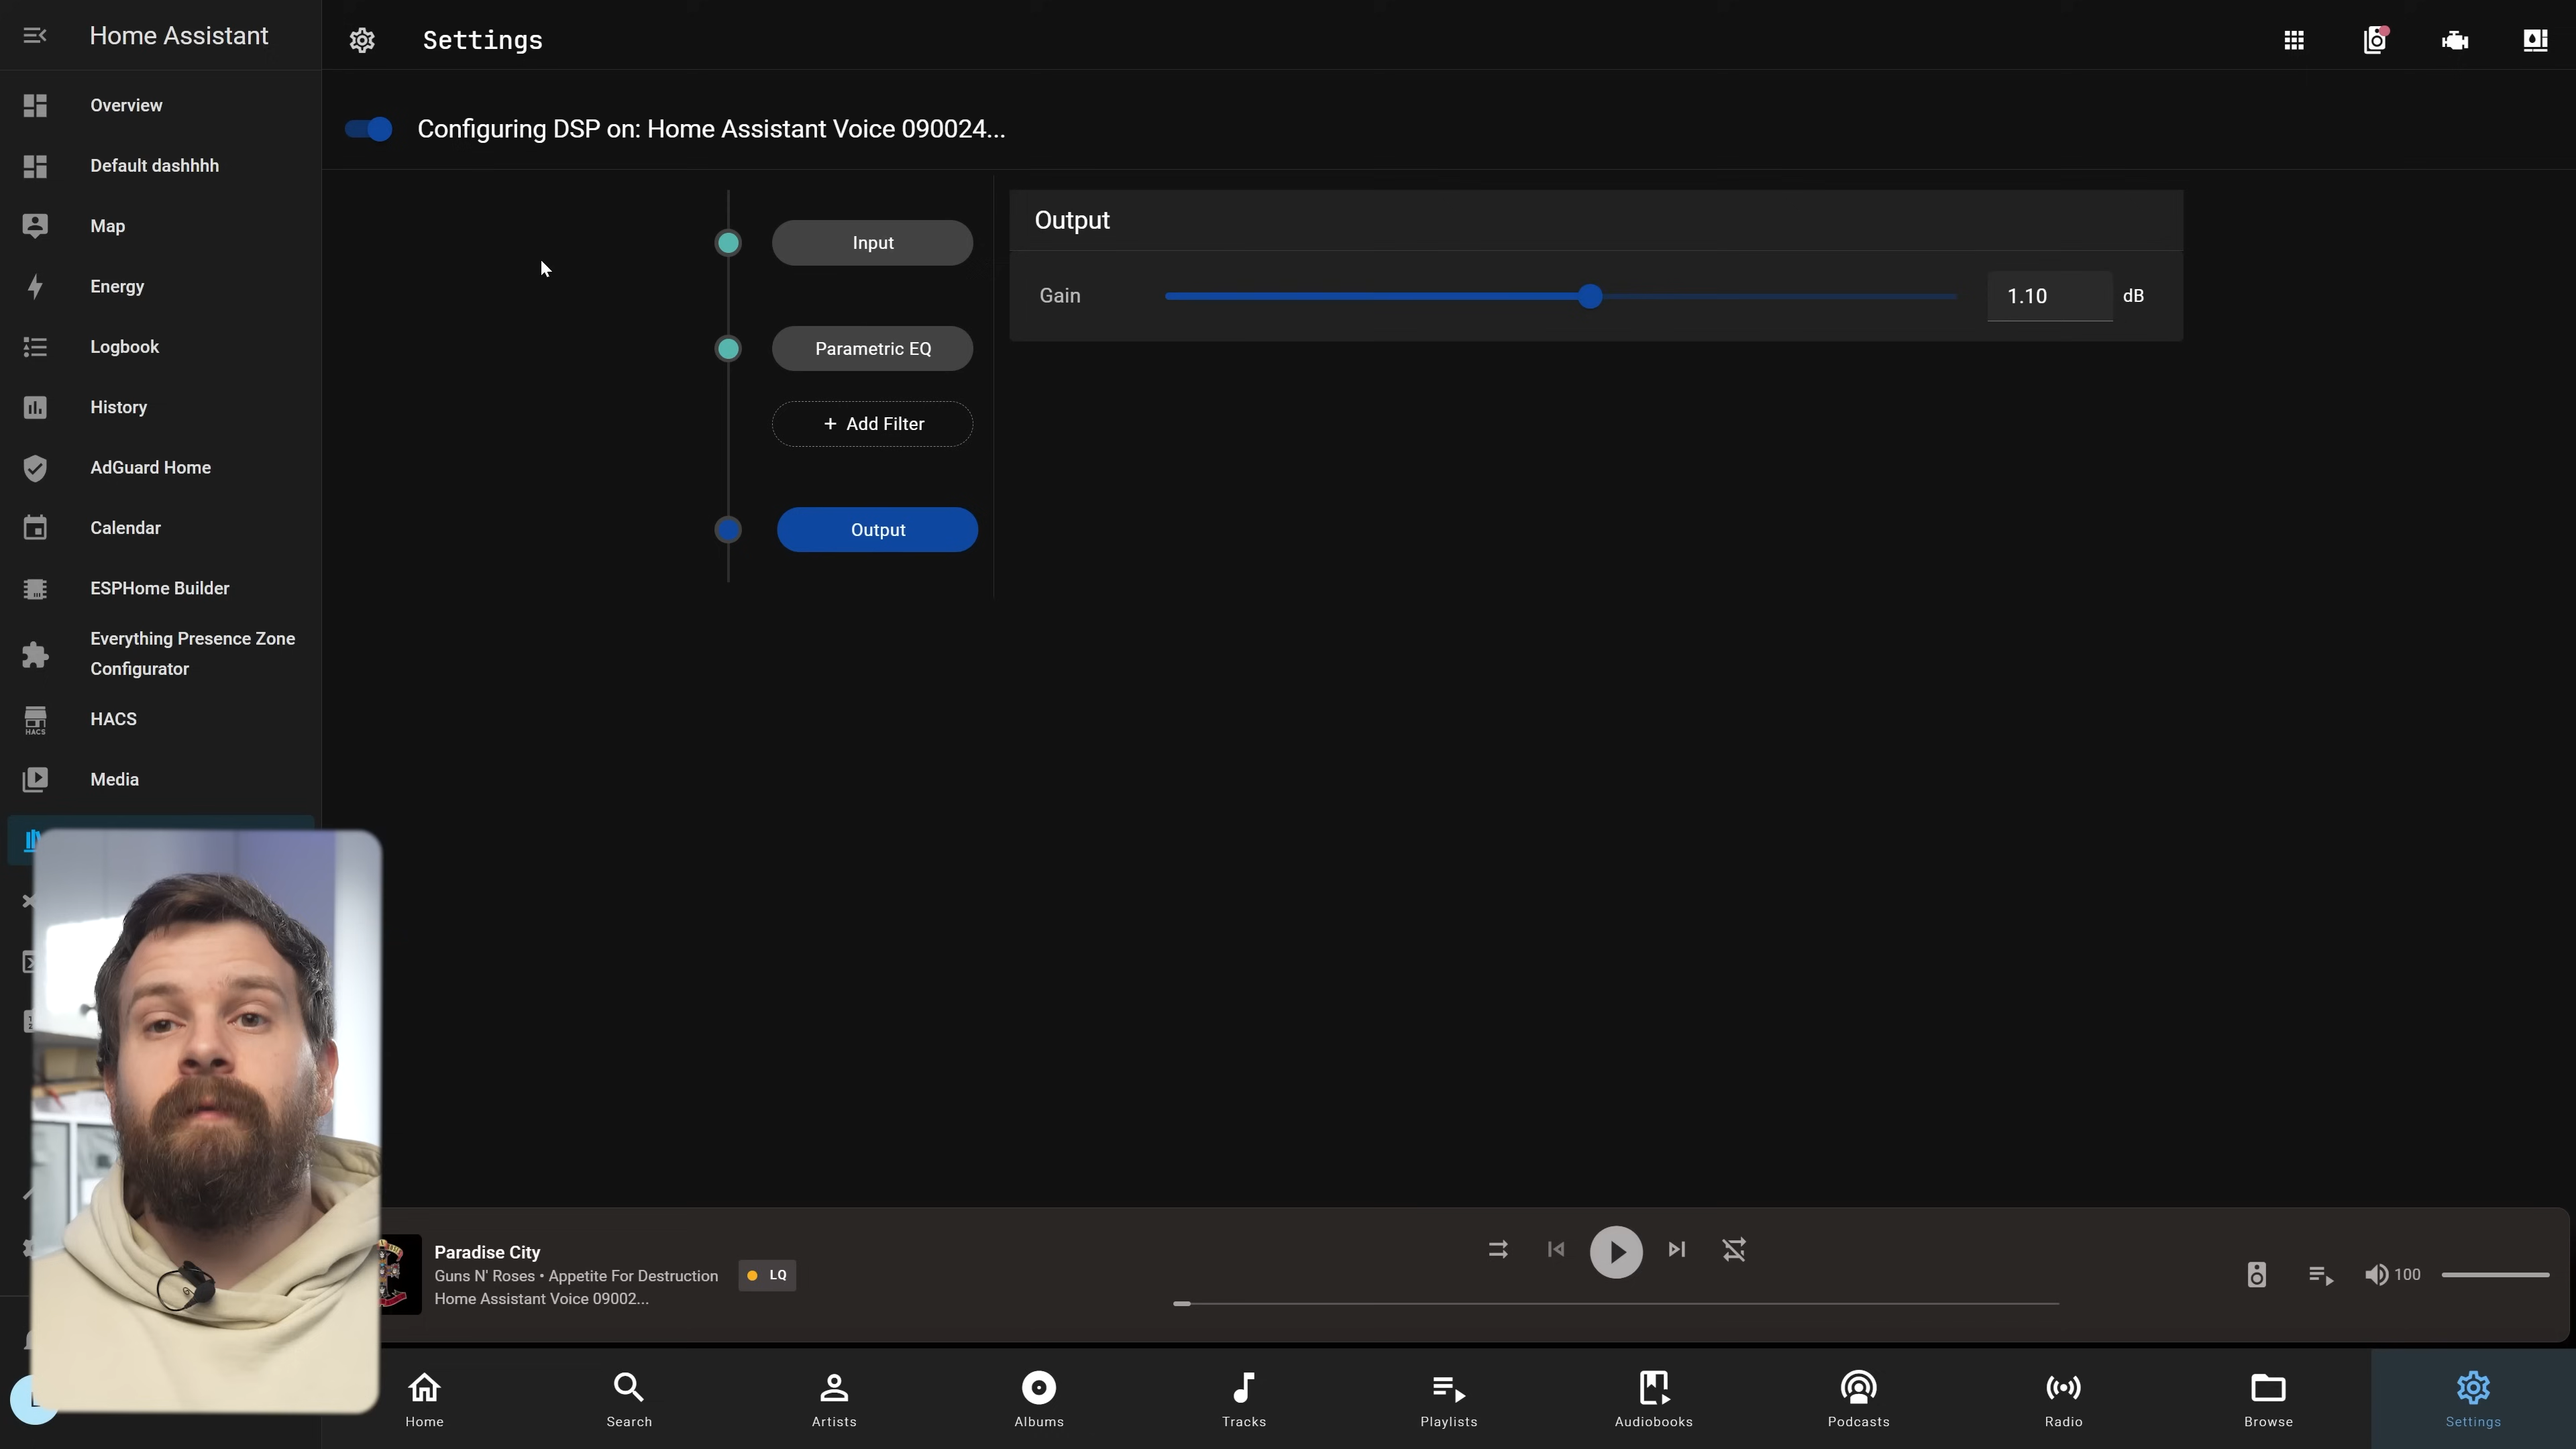 Home Assistant
Settings
Overview
Default dashhhh
Map
Energy
Logbook
History
AdGuard Home
Calendar
ESPHome Builder
Everything Presence Zone
Configurator
HACS
HACS
Media
Configuring DSP on: Home Assistant Voice 090024...
Input
Parametric EQ
+ Add Filter
Output
Output
Gain
1.10
dB
Paradise City
Guns N' Roses • Appetite For Destruction
LQ
Home Assistant Voice 09002...
100
Home
Search
Artists
Albums
Tracks
Playlists
Audiobooks
Podcasts
Radio
Browse
Settings